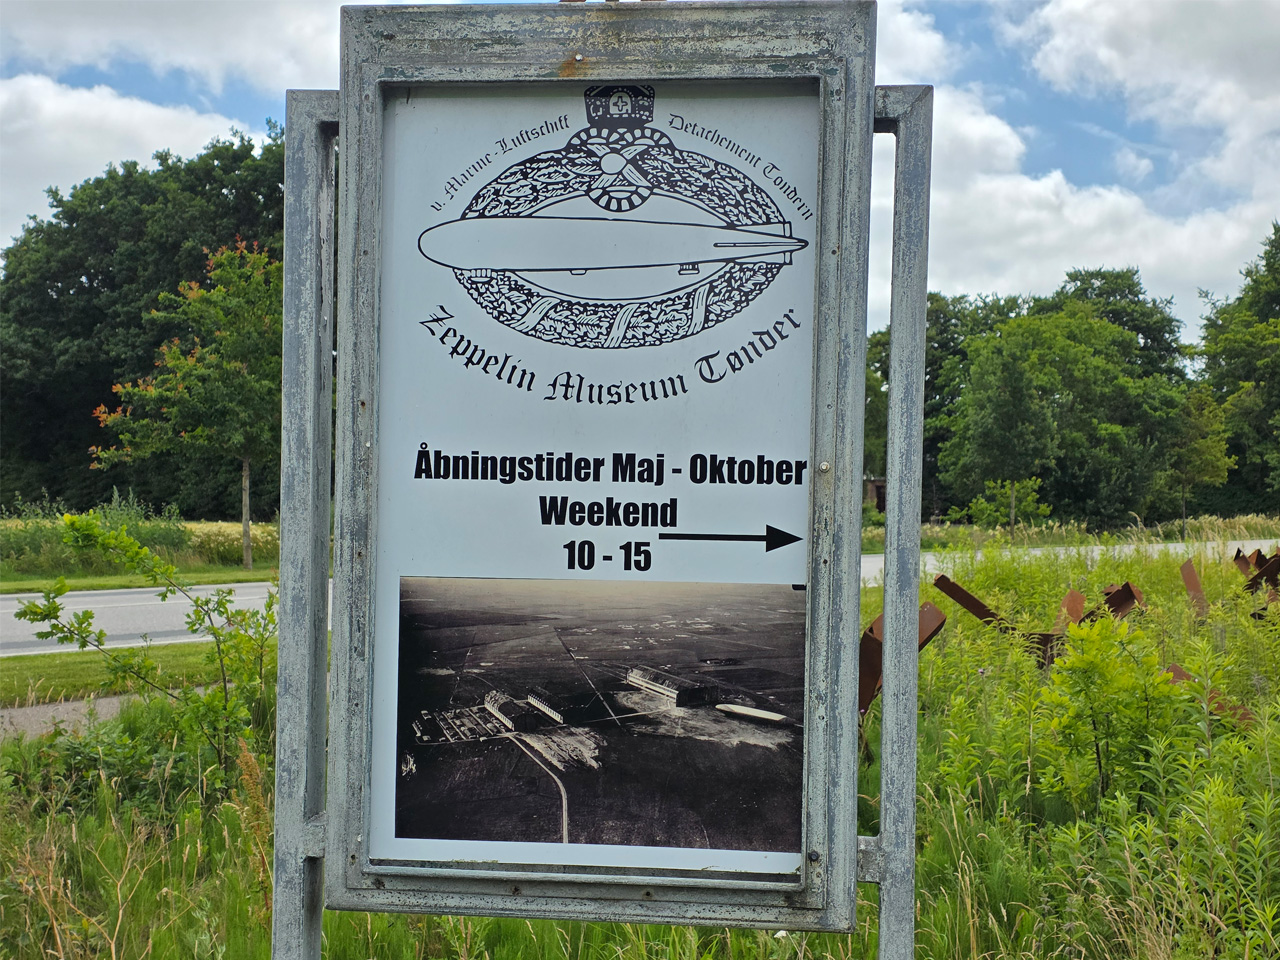 v. Marine-Luftschiff Detachement Tondern
Zeppelin Museum Tønder
Åbningstider Maj - Oktober
Weekend
10 - 15